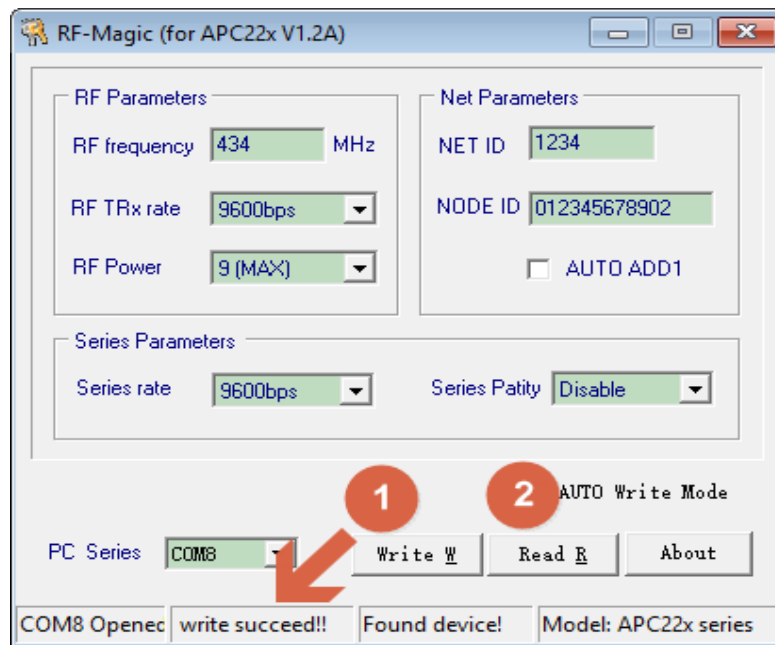 RF-Magic (for APC22x V1.2A)
RF Parameters
RF frequency 434 MHz
RF TRx rate 9600bps
RF Power 9 (MAX)
Net Parameters
NET ID 1234
NODE ID 012345678902
AUTO ADD1
Series Parameters
Series rate 9600bps
Series Patity Disable
1
2
AUTO Write Mode
PC Series COM8
Write W
Read R
About
COM8 Opened
write succeed!!
Found device!
Model: APC22x series